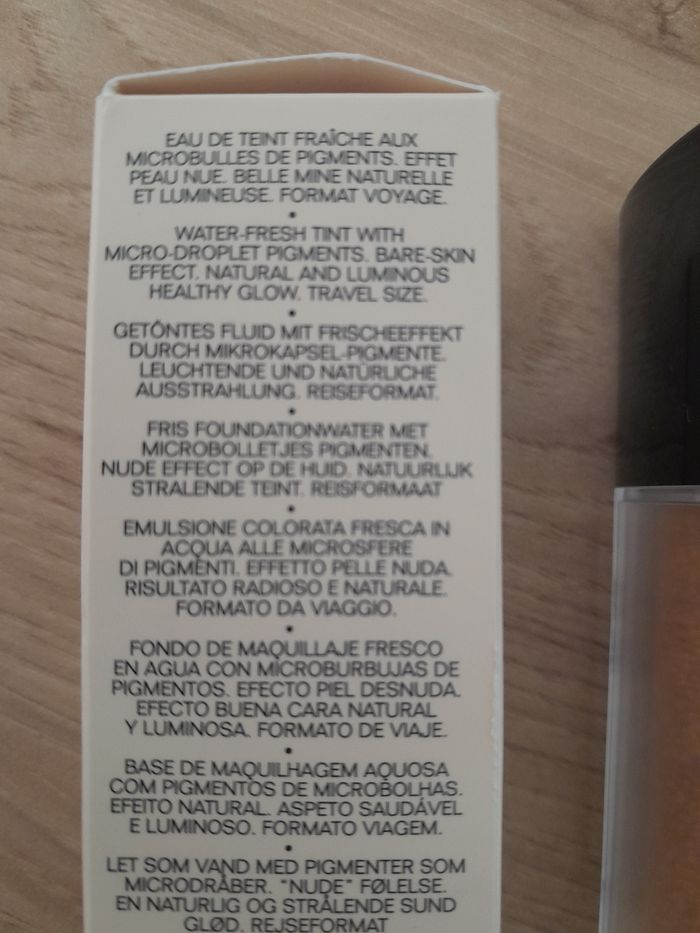 EAU DE TEINT FRAÎCHE AUX
MICROBULLES DE PIGMENTS. EFFET
PEAU NUE. BELLE MINE NATURELLE
ET LUMINEUSE. FORMAT VOYAGE.
•
WATER-FRESH TINT WITH
MICRO-DROPLET PIGMENTS. BARE-SKIN
EFFECT. NATURAL AND LUMINOUS
HEALTHY GLOW. TRAVEL SIZE.
•
GETÖNTES FLUID MIT FRISCHEEFFEKT
DURCH MIKROKAPSEL-PIGMENTE.
LEUCHTENDE UND NATÜRLICHE
AUSSTRAHLUNG. REISEFORMAT.
•
FRIS FOUNDATIONWATER MET
MICROBOLLETJES PIGMENTEN.
NUDE EFFECT OP DE HUID. NATUURLIJK
STRALENDE TEINT. REISFORMAAT
•
EMULSIONE COLORATA FRESCA IN
ACQUA ALLE MICROSFERE
DI PIGMENTI. EFFETTO PELLE NUDA.
RISULTATO RADIOSO E NATURALE.
FORMATO DA VIAGGIO.
•
FONDO DE MAQUILLAJE FRESCO
EN AGUA CON MICROBURBUJAS DE
PIGMENTOS. EFECTO PIEL DESNUDA.
EFECTO BUENA CARA NATURAL
Y LUMINOSA. FORMATO DE VIAJE.
•
BASE DE MAQUILHAGEM AQUOSA
COM PIGMENTOS DE MICROBOLHAS.
EFEITO NATURAL. ASPETO SAUDÁVEL
E LUMINOSO. FORMATO VIAGEM.
•
LET SOM VAND MED PIGMENTER SOM
MICRODRÅBER. "NUDE" FØLELSE.
EN NATURLIG OG STRÅLENDE SUND
GLØD. REJSEFORMAT